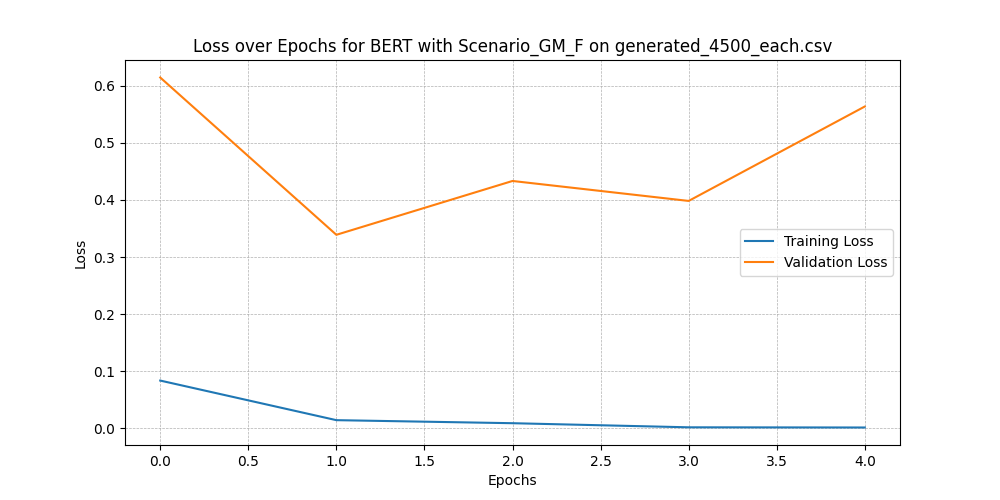 Loss over Epochs for BERT with Scenario_GM_F on generated_4500_each.csv
0.6
0.5
0.4
0.3
0.2
0.1
0.0
Loss
Training Loss
Validation Loss
0.0 0.5 1.0 1.5 2.0 2.5 3.0 3.5 4.0
Epochs